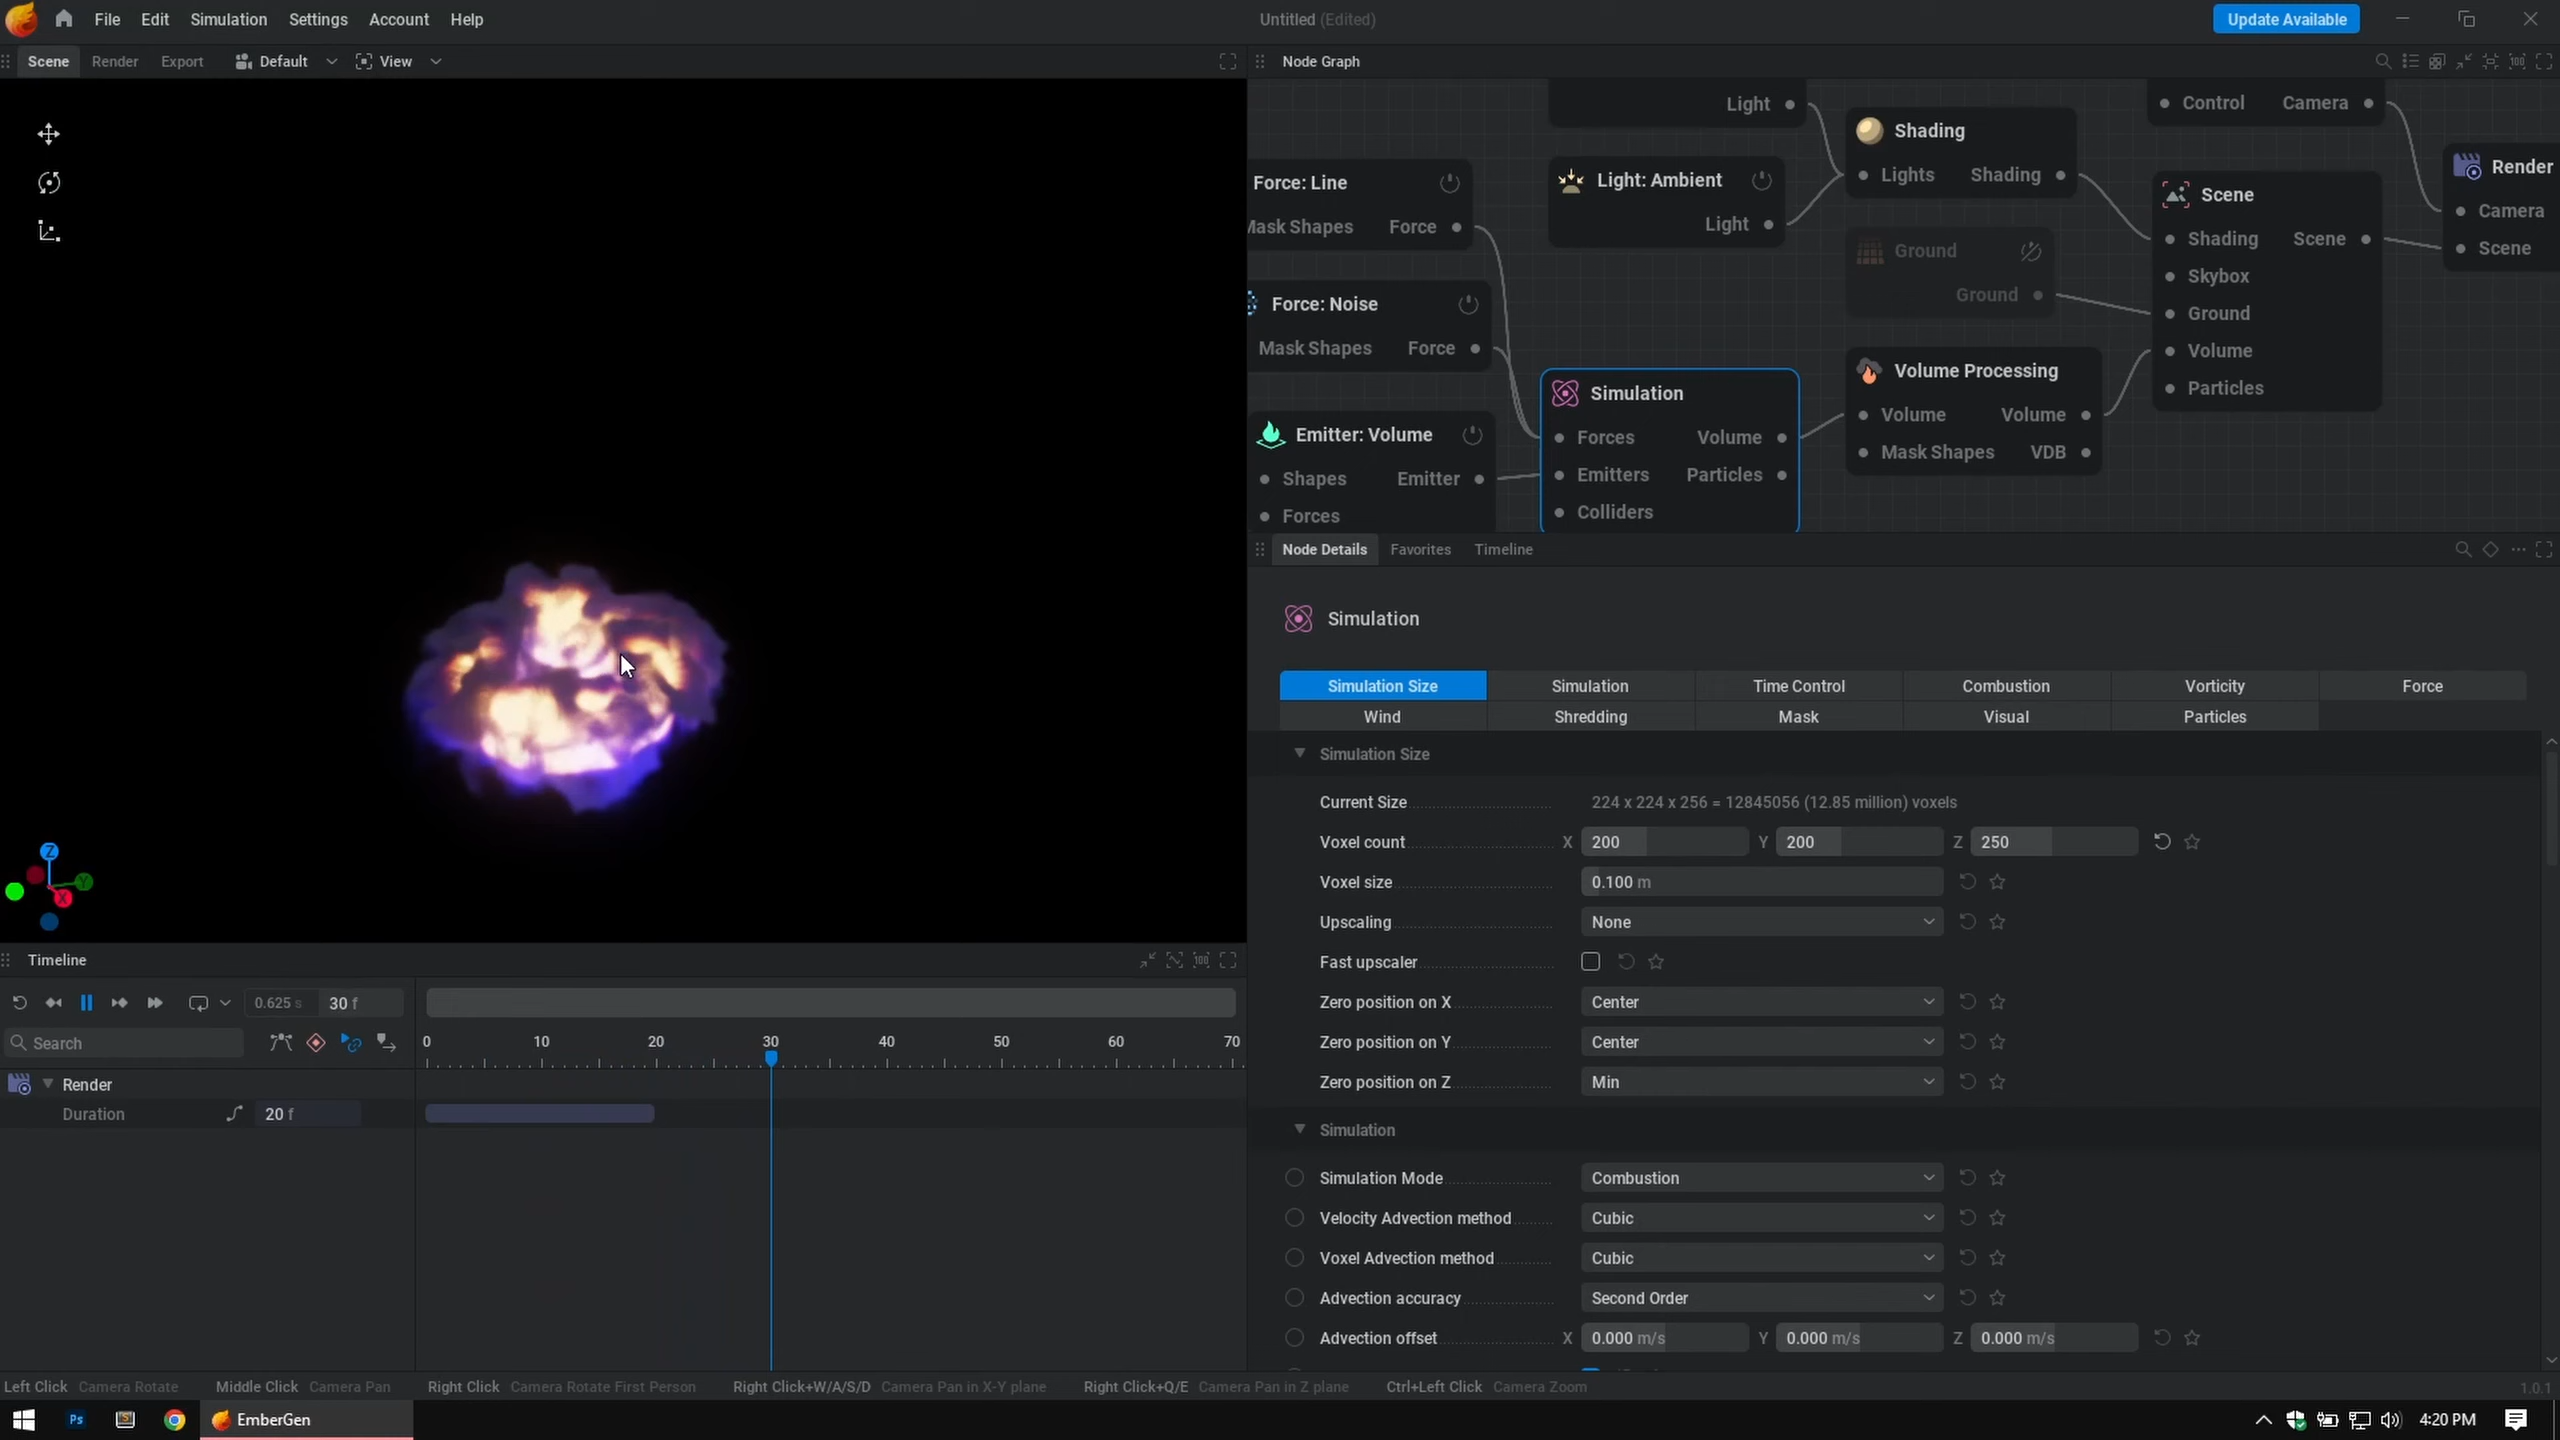 File Edit Simulation Settings Account Help
Untitled (Edited)
Update Available
Scene Render Export Default View
Node Graph
Light
Control Camera
Shading
Lights Shading
Render
Camera
Scene
Force: Line
Mask Shapes Force
Light: Ambient
Light
Scene
Shading Scene
Skybox
Ground
Volume
Particles
Ground
Ground
Force: Noise
Mask Shapes Force
Simulation
Forces Volume
Emitters Particles
Colliders
Volume Processing
Volume Volume
Mask Shapes VDB
Emitter: Volume
Shapes Emitter
Forces
Node Details Favorites Timeline
Simulation
Simulation Size Simulation Time Control Combustion Vorticity Force
Wind Shredding Mask Visual Particles
Simulation Size
Current Size 224 x 224 x 256 = 12845056 (12.85 million) voxels
Voxel count X 200 Y 200 Z 250
Voxel size 0.100 m
Upscaling None
Fast upscaler
Zero position on X Center
Zero position on Y Center
Zero position on Z Min
Simulation
Simulation Mode Combustion
Velocity Advection method Cubic
Voxel Advection method Cubic
Advection accuracy Second Order
Advection offset X 0.000 m/s Y 0.000 m/s Z 0.000 m/s
Z
Y
X
Timeline
0.625 s 30 f
Search
0 10 20 30 40 50 60 70
Render
Duration 20 f
Left Click Camera Rotate Middle Click Camera Pan Right Click Camera Rotate First Person Right Click+W/A/S/D Camera Pan in X-Y plane Right Click+Q/E Camera Pan in Z plane Ctrl+Left Click Camera Zoom
1.0.1
Ps
EmberGen
4:20 PM